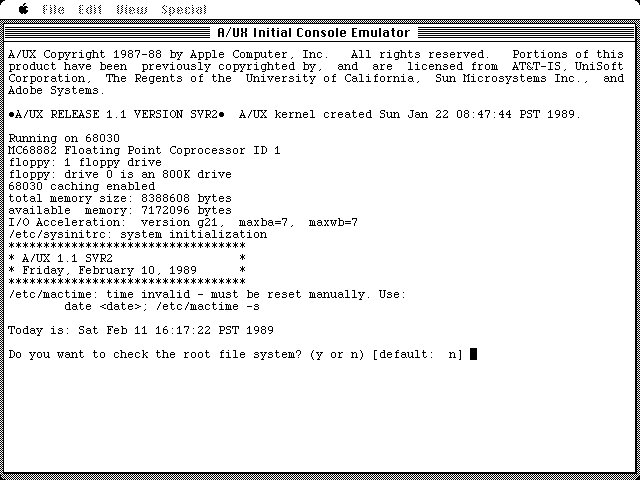 File Edit View Special
A/UX Initial Console Emulator
A/UX Copyright 1987-88 by Apple Computer, Inc.   All rights reserved.   Portions of this
product have been  previously copyrighted by,  and  are  licensed from  AT&T-IS, UniSoft
Corporation,  The Regents of the  University of California,  Sun Microsystems Inc.,  and
Adobe Systems.
●A/UX RELEASE 1.1 VERSION SVR2●  A/UX kernel created Sun Jan 22 08:47:44 PST 1989.
Running on 68030
MC68882 Floating Point Coprocessor ID 1
floppy: 1 floppy drive
floppy: drive 0 is an 800K drive
68030 caching enabled
total memory size: 8388608 bytes
available  memory: 7172096 bytes
I/O Acceleration:  version g21,  maxba=7,  maxwb=7
/etc/sysinitrc: system initialization
**********************************
* A/UX 1.1 SVR2                  *
* Friday, February 10, 1989      *
**********************************
/etc/mactime: time invalid - must be reset manually. Use:
        date <date>; /etc/mactime -s
Today is: Sat Feb 11 16:17:22 PST 1989
Do you want to check the root file system? (y or n) [default:  n]